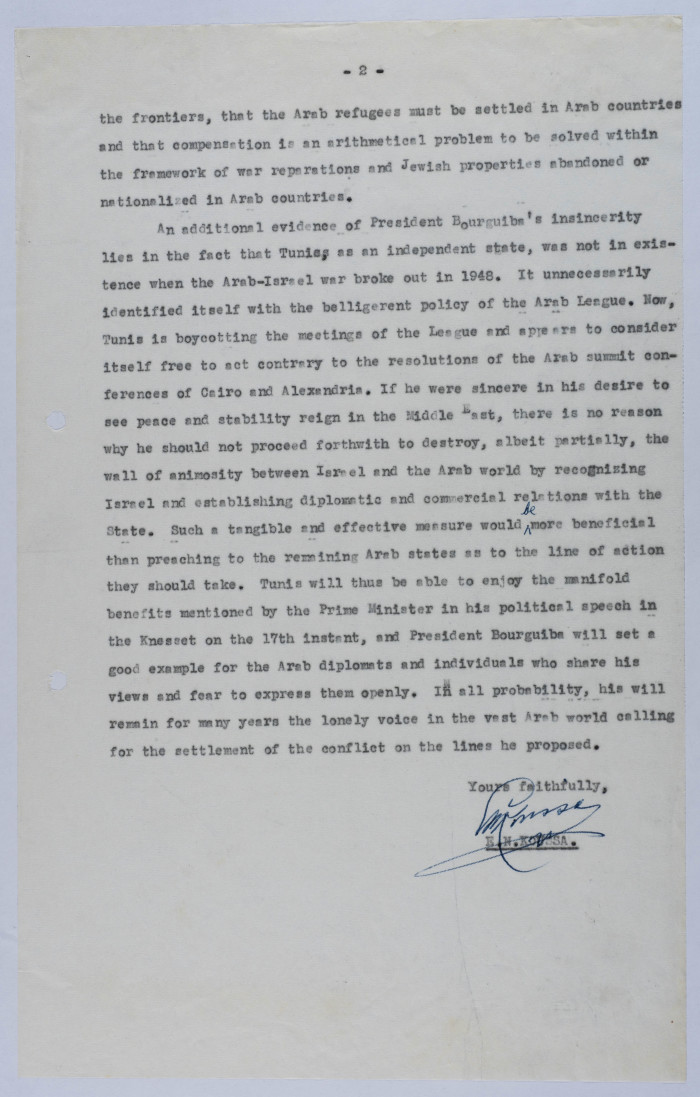 - 2 -
the frontiers, that the Arab refugees must be settled in Arab countries
and that compensation is an arithmetical problem to be solved within
the framework of war reparations and Jewish properties abandoned or
nationalized in Arab countries.
An additional evidence of President Bourguiba's insincerity
lies in the fact that Tunis, as an independent state, was not in exis-
tence when the Arab-Israel war broke out in 1948. It unnecessarily
identified itself with the belligerent policy of the Arab League. Now,
Tunis is boycotting the meetings of the League and appears to consider
itself free to act contrary to the resolutions of the Arab summit con-
ferences of Cairo and Alexandria. If he were sincere in his desire to
see peace and stability reign in the Middle East, there is no reason
why he should not proceed forthwith to destroy, albeit partially, the
wall of animosity between Israel and the Arab world by recognizing
Israel and establishing diplomatic and commercial relations with the
State. Such a tangible and effective measure would be more beneficial
than preaching to the remaining Arab states as to the line of action
they should take. Tunis will thus be able to enjoy the manifold
benefits mentioned by the Prime Minister in his political speech in
the Knesset on the 17th instant, and President Bourguiba will set a
good example for the Arab diplomats and individuals who share his
views and fear to express them openly. In all probability, his will
remain for many years the lonely voice in the vast Arab world calling
for the settlement of the conflict on the lines he proposed.
Yours faithfully,
E.N.KOUSSA.